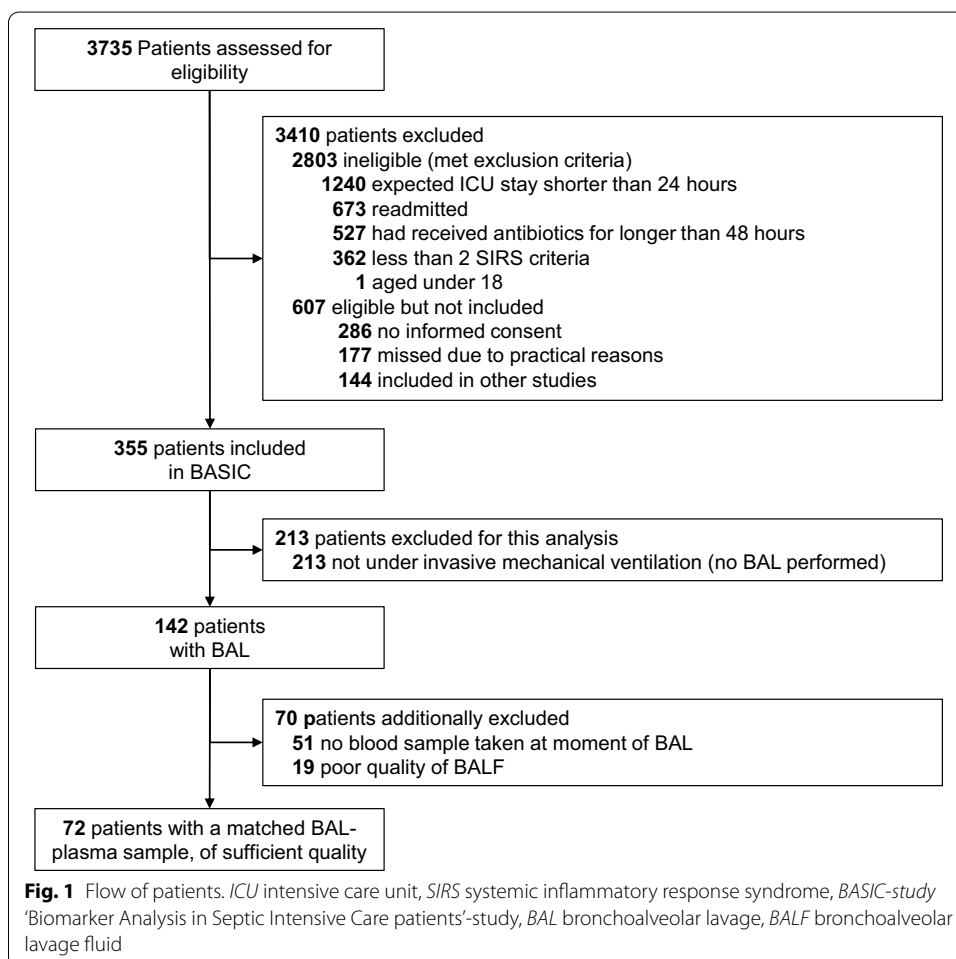 3735 Patients assessed for
eligibility
3410 patients excluded
2803 ineligible (met exclusion criteria)
1240 expected ICU stay shorter than 24 hours
673 readmitted
527 had received antibiotics for longer than 48 hours
362 less than 2 SIRS criteria
1 aged under 18
607 eligible but not included
286 no informed consent
177 missed due to practical reasons
144 included in other studies
355 patients included
in BASIC
213 patients excluded for this analysis
213 not under invasive mechanical ventilation (no BAL performed)
142 patients
with BAL
70 patients additionally excluded
51 no blood sample taken at moment of BAL
19 poor quality of BALF
72 patients with a matched BAL-
plasma sample, of sufficient quality
Fig. 1 Flow of patients. ICU intensive care unit, SIRS systemic inflammatory response syndrome, BASIC-study
‘Biomarker Analysis in Septic Intensive Care patients’-study, BAL bronchoalveolar lavage, BALF bronchoalveolar
lavage fluid